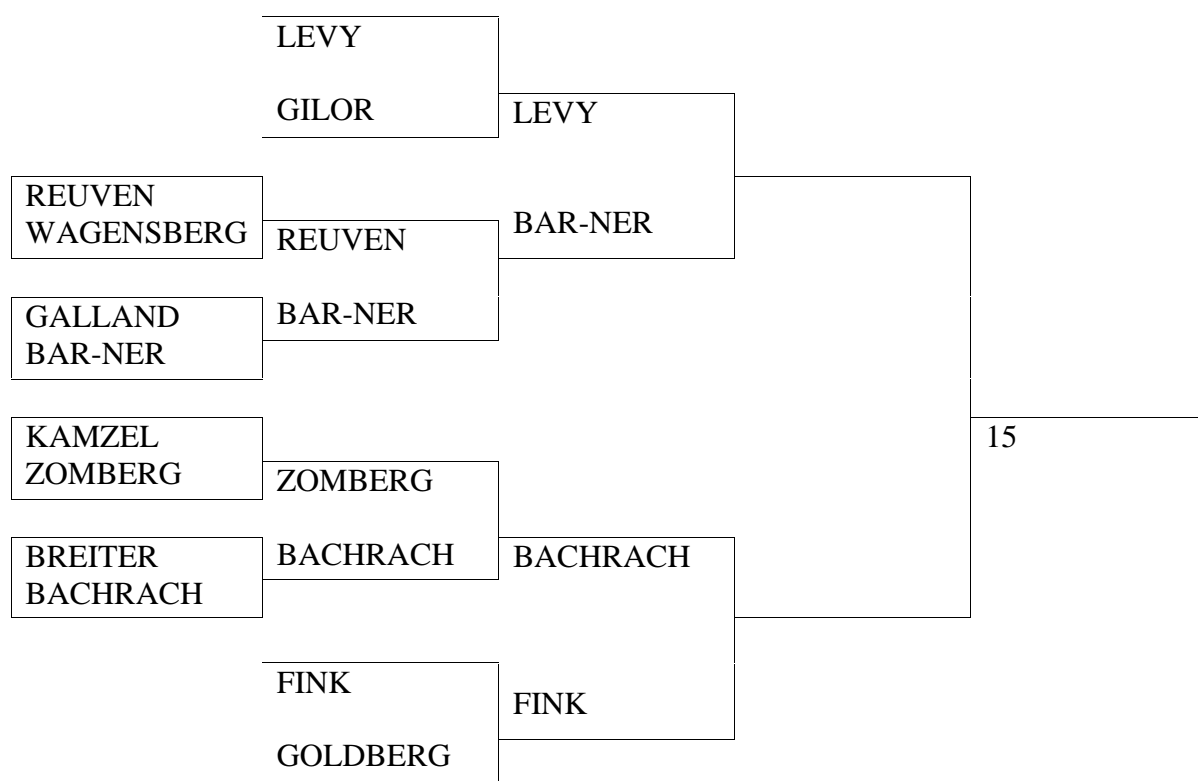 LEVY
GILOR
LEVY
REUVEN
WAGENSBERG
REUVEN
BAR-NER
GALLAND
BAR-NER
BAR-NER
KAMZEL
ZOMBERG
15
ZOMBERG
BREITER
BACHRACH
BACHRACH
BACHRACH
FINK
FINK
GOLDBERG